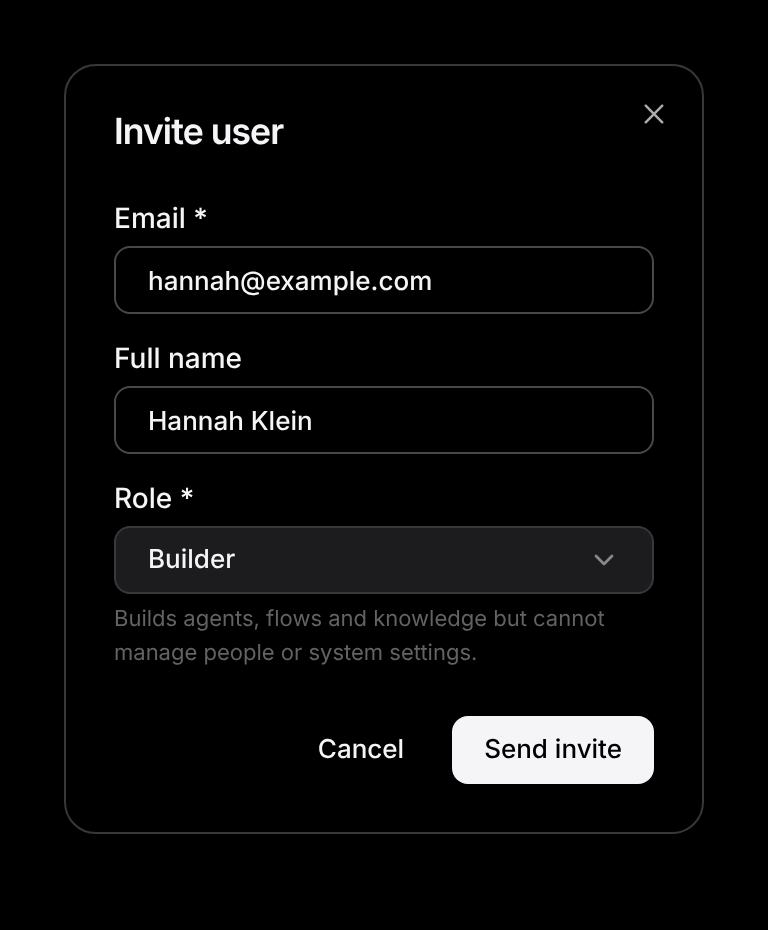 Invite user
Email *
hannah@example.com
Full name
Hannah Klein
Role *
Builder
Builds agents, flows and knowledge but cannot
manage people or system settings.
Cancel
Send invite